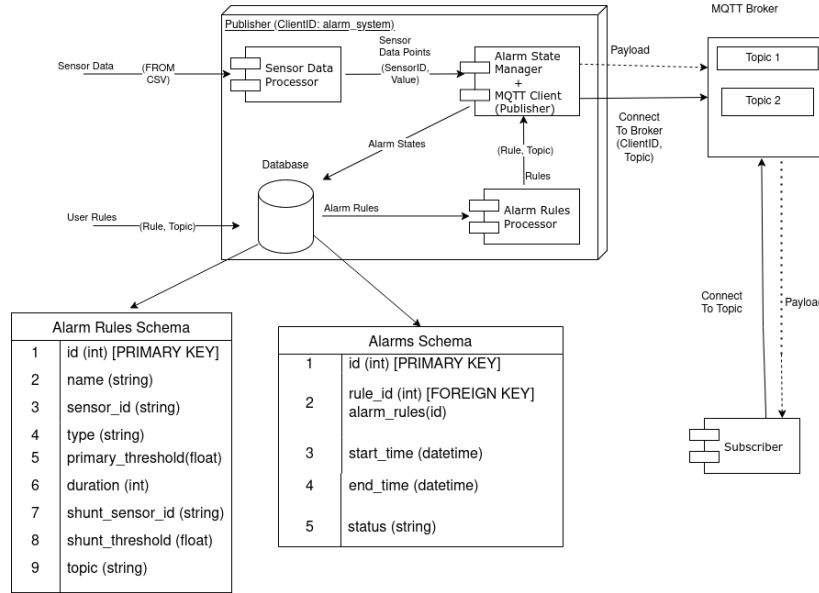 MQTT Broker
Publisher (ClientID: alarm_system)
Sensor Data
(FROM
CSV)
Sensor Data
Processor
Sensor
Data Points
(SensorID,
Value)
Alarm State
Manager
+
MQTT Client
(Publisher)
Payload
Topic 1
Topic 2
Connect
To Broker
(ClientID,
Topic)
Alarm States
(Rule, Topic)
Rules
Database
User Rules
(Rule, Topic)
Alarm Rules
Alarm Rules
Processor
Connect
To Topic
Payload
Subscriber
Alarm Rules Schema
1 id (int) [PRIMARY KEY]
2 name (string)
3 sensor_id (string)
4 type (string)
5 primary_threshold(float)
6 duration (int)
7 shunt_sensor_id (string)
8 shunt_threshold (float)
9 topic (string)
Alarms Schema
1 id (int) [PRIMARY KEY]
2 rule_id (int) [FOREIGN KEY]
alarm_rules(id)
3 start_time (datetime)
4 end_time (datetime)
5 status (string)